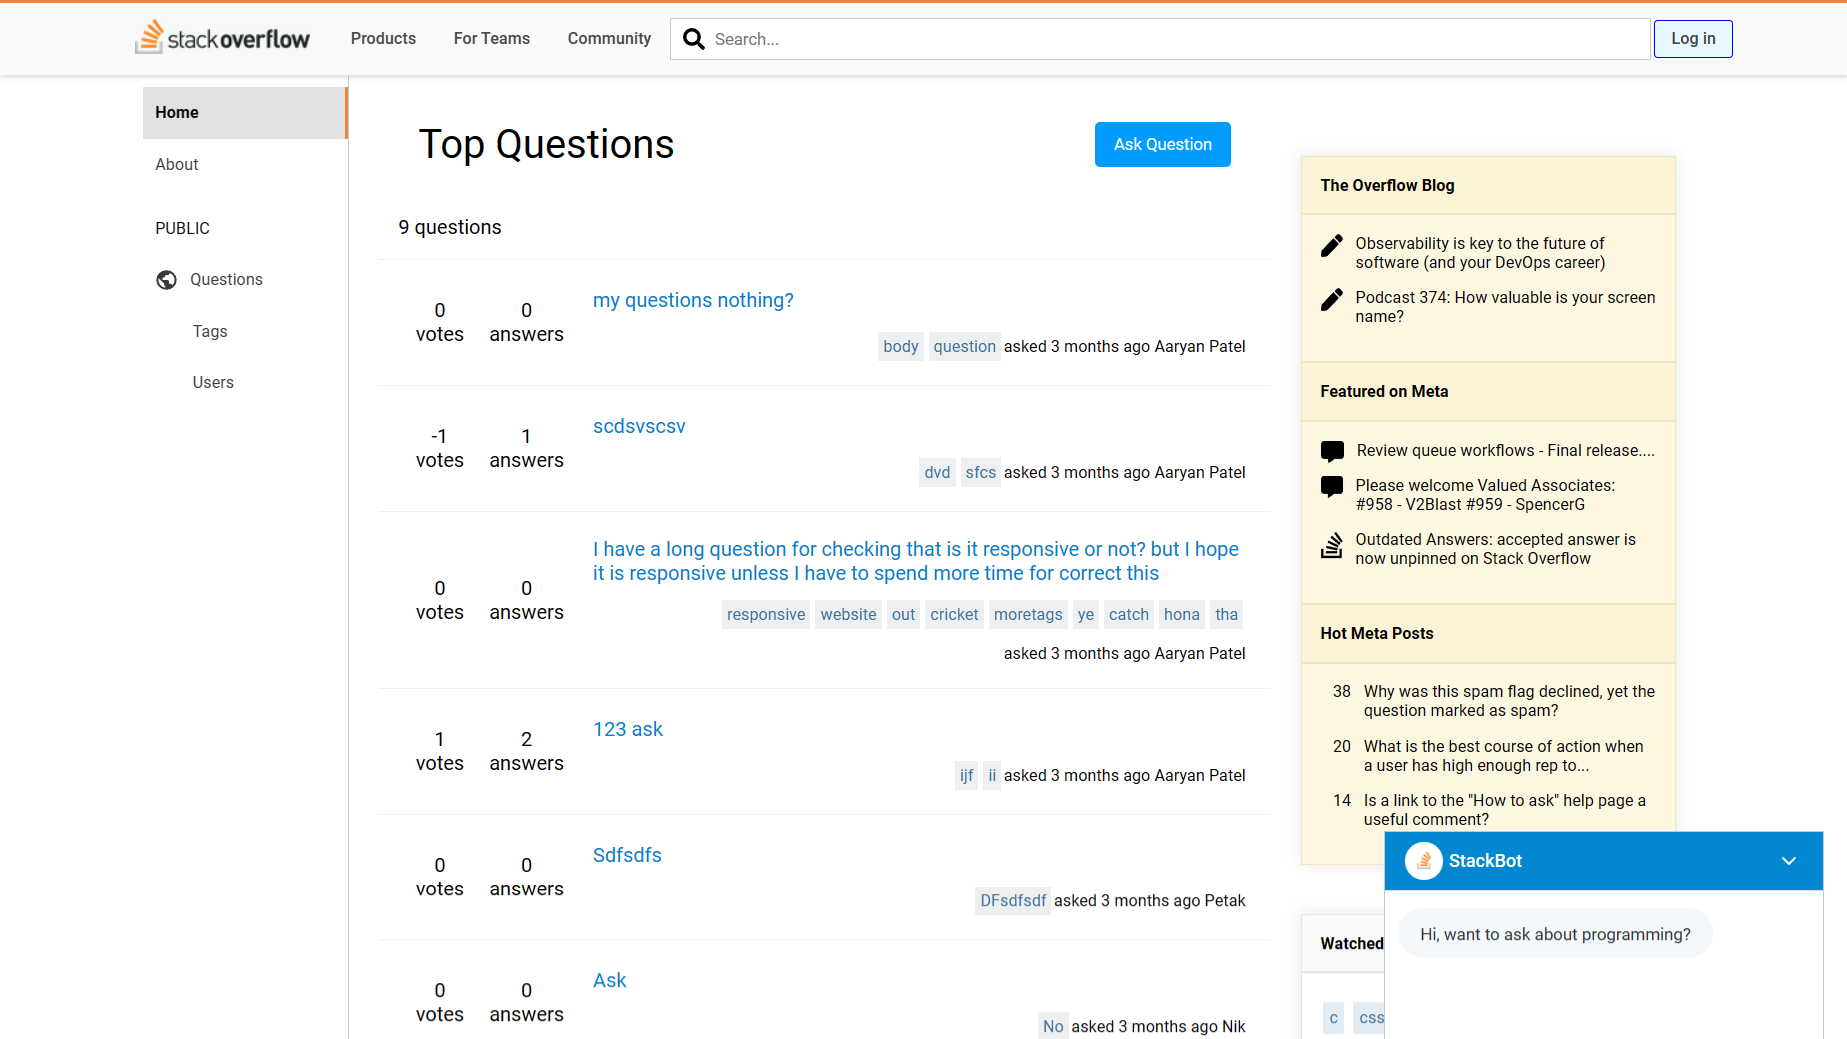 stackoverflow Products For Teams Community Search... Log in
Home
About
PUBLIC
Questions
Tags
Users
Top Questions
Ask Question
9 questions
0 votes
0 answers
my questions nothing?
body question asked 3 months ago Aaryan Patel
-1 votes
1 answers
scdsvscsv
dvd sfcs asked 3 months ago Aaryan Patel
0 votes
0 answers
I have a long question for checking that is it responsive or not? but I hope
it is responsive unless I have to spend more time for correct this
responsive website out cricket moretags ye catch hona tha
asked 3 months ago Aaryan Patel
1 votes
2 answers
123 ask
ijf ii asked 3 months ago Aaryan Patel
0 votes
0 answers
Sdfsdfs
DFsdfsdf asked 3 months ago Petak
0 votes
0 answers
Ask
No asked 3 months ago Nik
The Overflow Blog
Observability is key to the future of
software (and your DevOps career)
Podcast 374: How valuable is your screen
name?
Featured on Meta
Review queue workflows - Final release....
Please welcome Valued Associates:
#958 - V2Blast #959 - SpencerG
Outdated Answers: accepted answer is
now unpinned on Stack Overflow
Hot Meta Posts
38 Why was this spam flag declined, yet the
question marked as spam?
20 What is the best course of action when
a user has high enough rep to...
14 Is a link to the "How to ask" help page a
useful comment?
Watched
c css
StackBot
Hi, want to ask about programming?